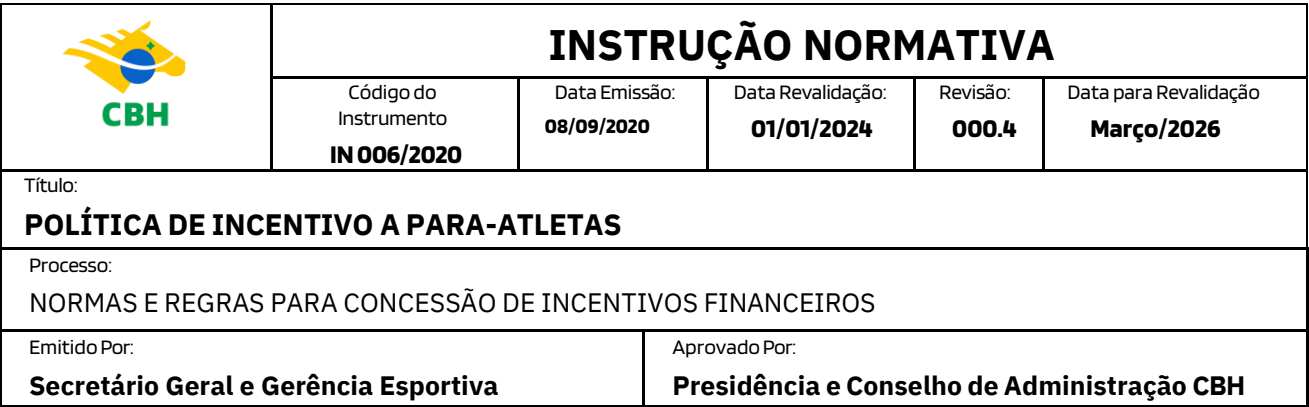 CBH
INSTRUÇÃO NORMATIVA
Código do
Instrumento
IN 006/2020
Data Emissão:
08/09/2020
Data Revalidação:
01/01/2024
Revisão:
000.4
Data para Revalidação
Março/2026
Título:
POLÍTICA DE INCENTIVO A PARA-ATLETAS
Processo:
NORMAS E REGRAS PARA CONCESSÃO DE INCENTIVOS FINANCEIROS
Emitido Por:
Secretário Geral e Gerência Esportiva
Aprovado Por:
Presidência e Conselho de Administração CBH